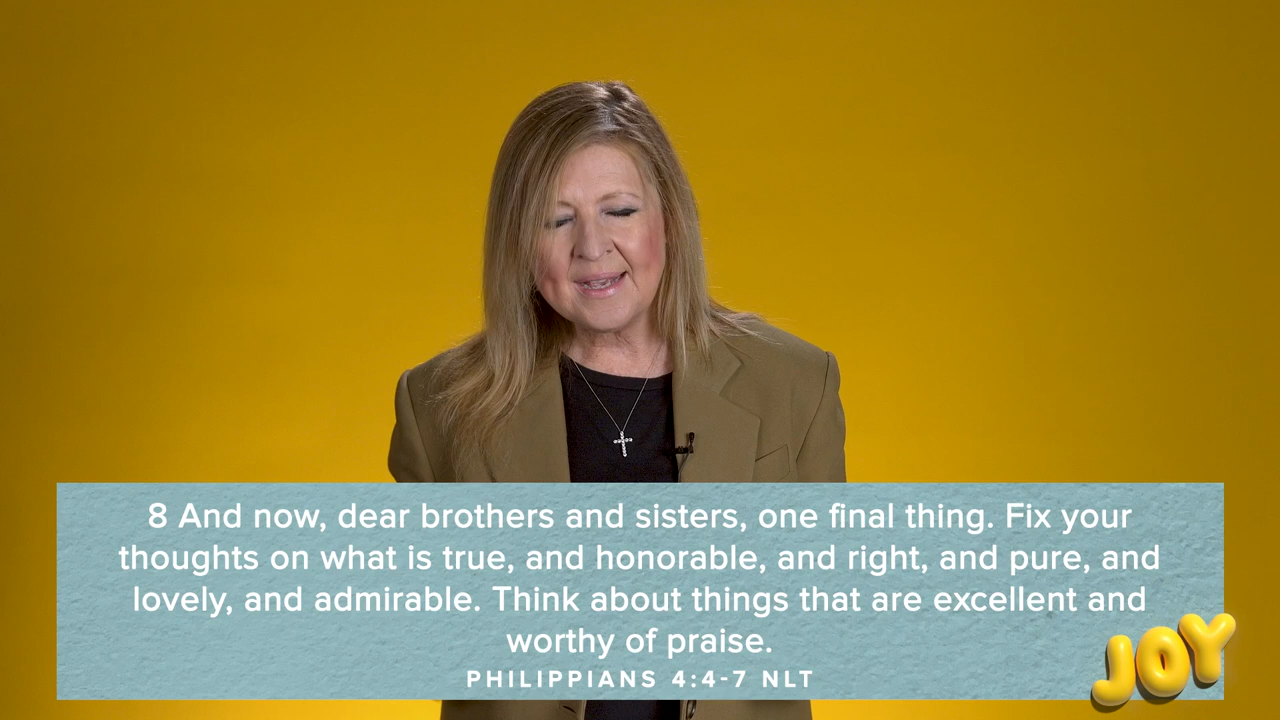 8 And now, dear brothers and sisters, one final thing. Fix your
thoughts on what is true, and honorable, and right, and pure, and
lovely, and admirable. Think about things that are excellent and
worthy of praise.
PHILIPPIANS 4:4-7 NLT
JOY